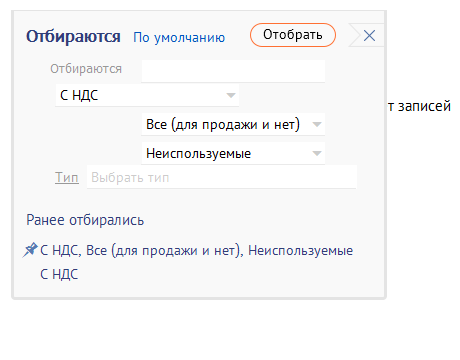 Отбираются По умолчанию Отобрать
Отбираются
С НДС
т записей
Все (для продажи и нет)
Неиспользуемые
Тип Выбрать тип
Ранее отбирались
С НДС, Все (для продажи и нет), Неиспользуемые
С НДС